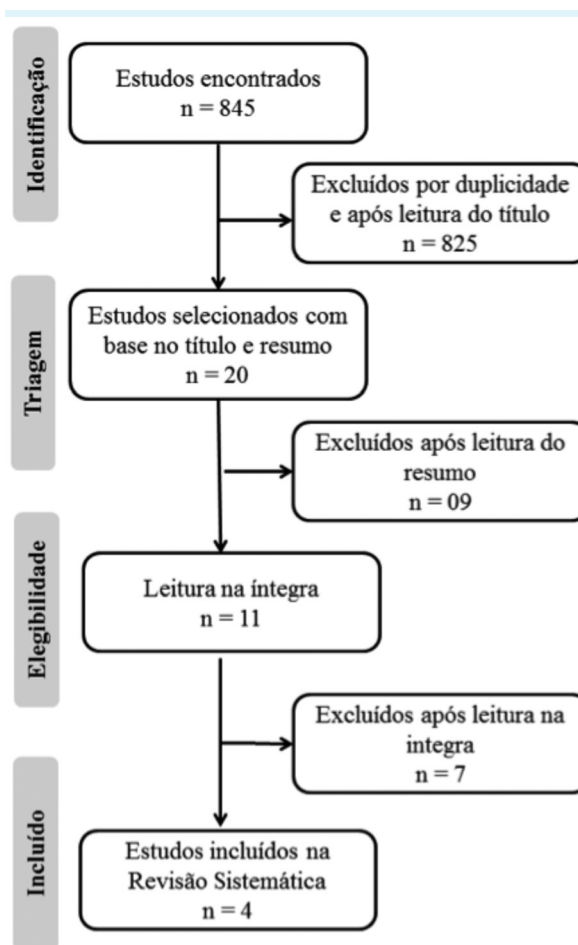 Identificação
Estudos encontrados
n = 845
Excluídos por duplicidade
e após leitura do título
n = 825
Triagem
Estudos selecionados com
base no título e resumo
n = 20
Excluídos após leitura do
resumo
n = 09
Elegibilidade
Leitura na íntegra
n = 11
Excluídos após leitura na
integra
n = 7
Incluído
Estudos incluídos na
Revisão Sistemática
n = 4